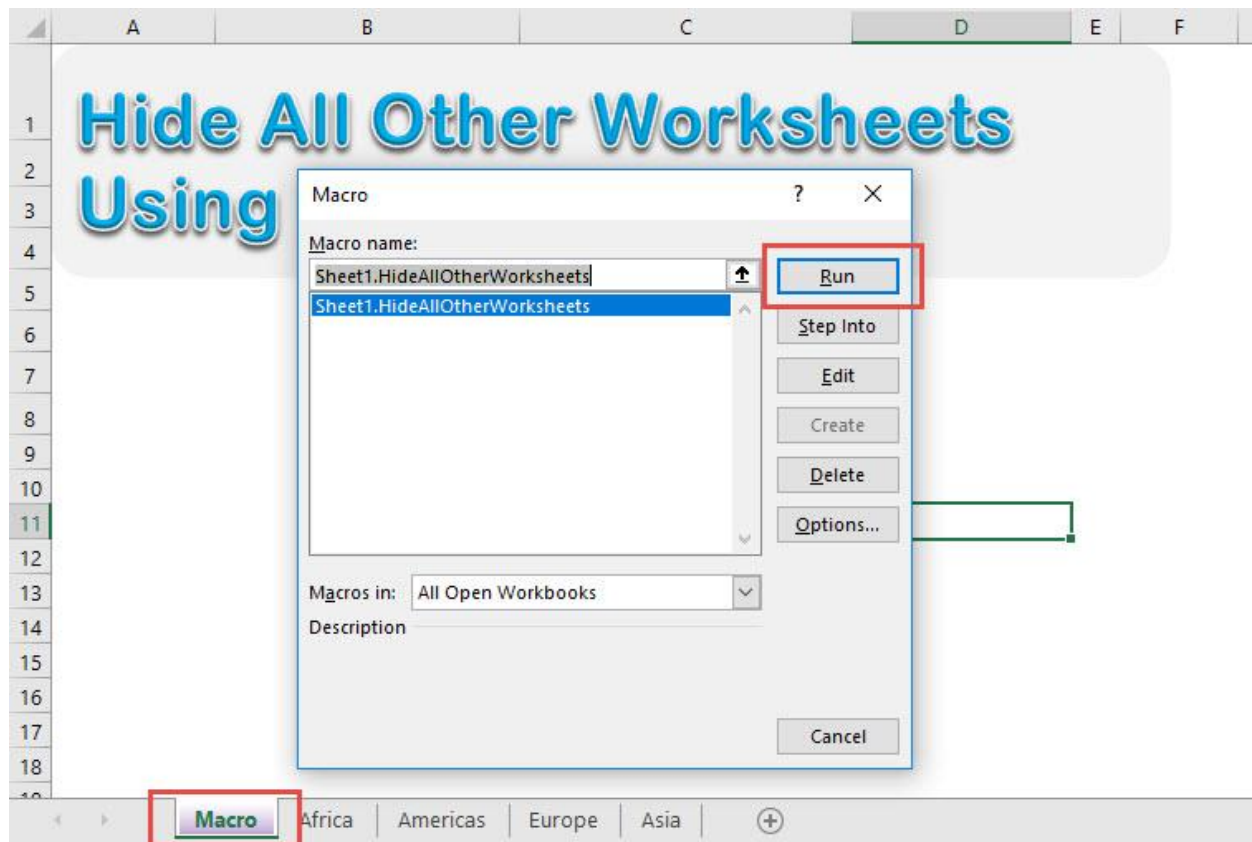 A B C D E F
1 Hide All Other Worksheets
2
3 Using
4
5
6
7
8
9
10
11
12
13
14
15
16
17
18
Macro ?
Macro name:
Sheet1.HideAllOtherWorksheets
Run
Sheet1.HideAllOtherWorksheets
Step Into
Edit
Create
Delete
Options...
Macros in: All Open Workbooks
Description
Cancel
Macro Africa Americas Europe Asia